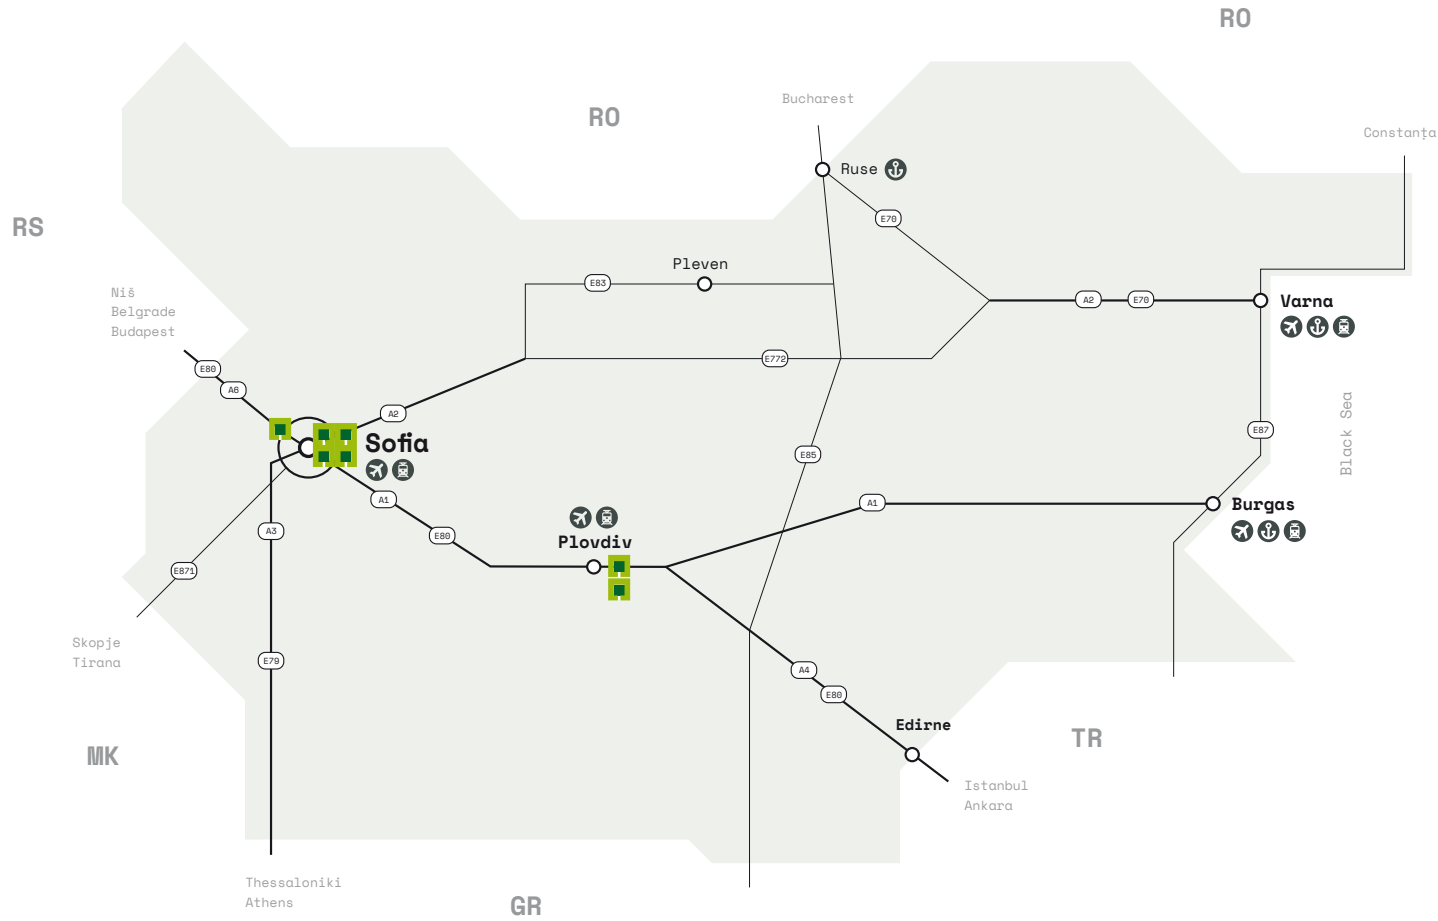 RO
RO
Bucharest
Constanţa
Ruse
RS
E70
Pleven
E83
Niš
Belgrade
Budapest
A2
E70
Varna
E772
E80
A6
A2
Sofia
Black Sea
E87
E85
A1
A1
Burgas
E80
Plovdiv
A3
E871
Skopje
Tirana
E79
A4
E80
Edirne
TR
MK
Istanbul
Ankara
Thessaloniki
Athens
GR